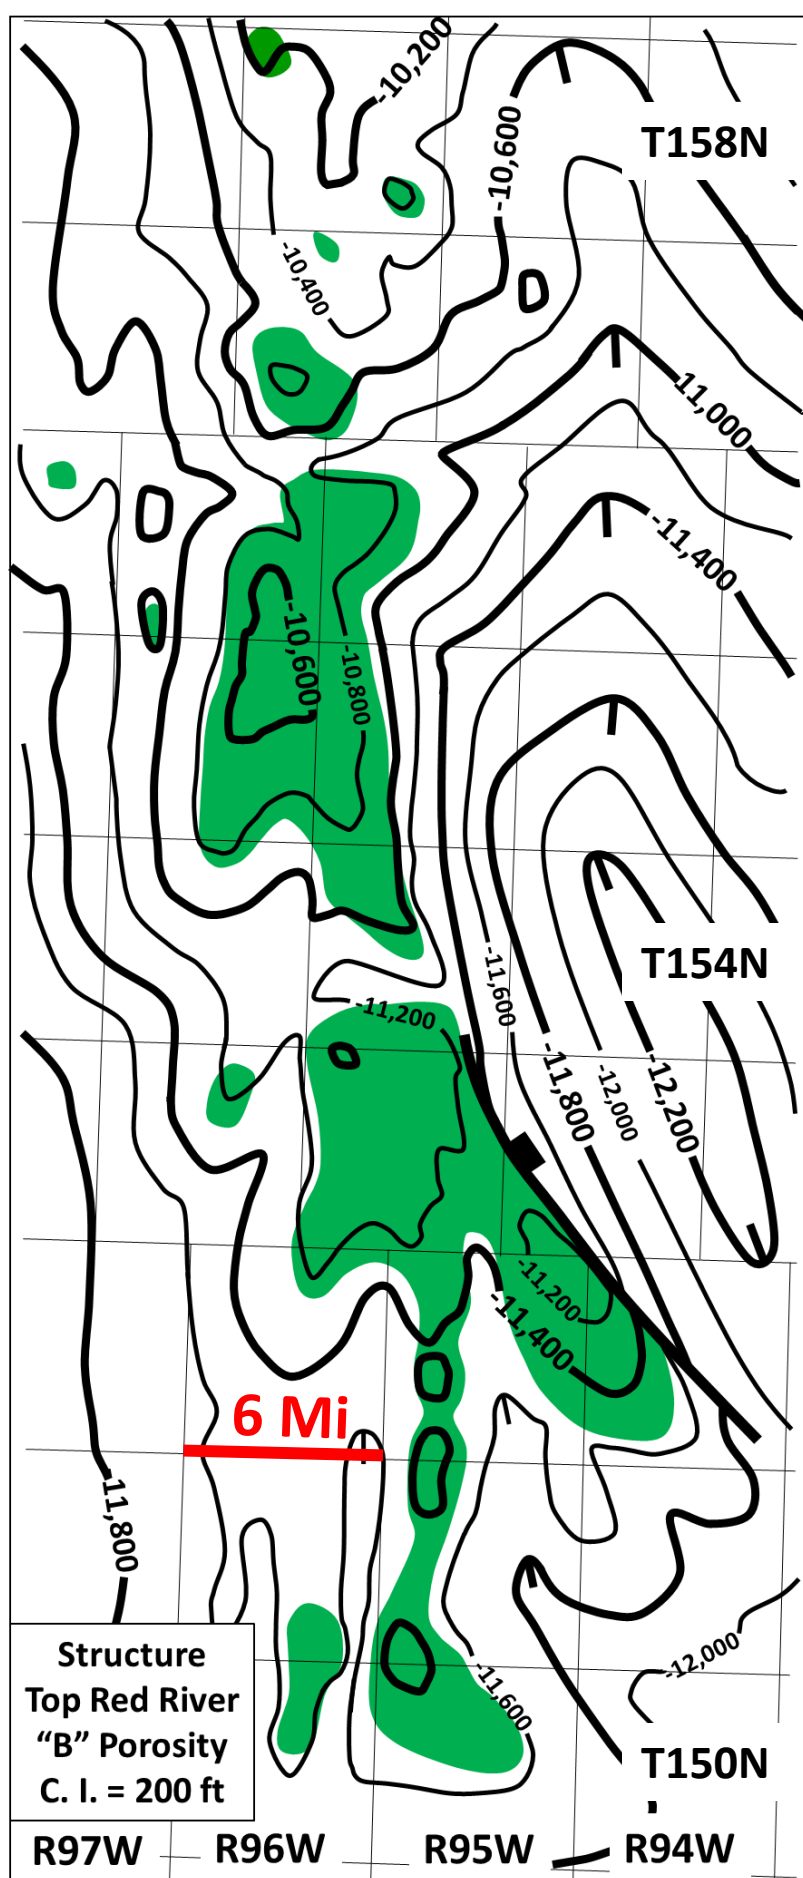 -10,200
T158N
-10,600
-10,400
11,000
-11,400
-10,600
-10,800
T154N
-11,600
-11,200
-11,800
-12,000
-12,200
-11,200
-11,400
6 Mi
-11,800
-12,000
-11,600
Structure
Top Red River
“B” Porosity
C. I. = 200 ft
T150N
R97W
R96W
R95W
R94W